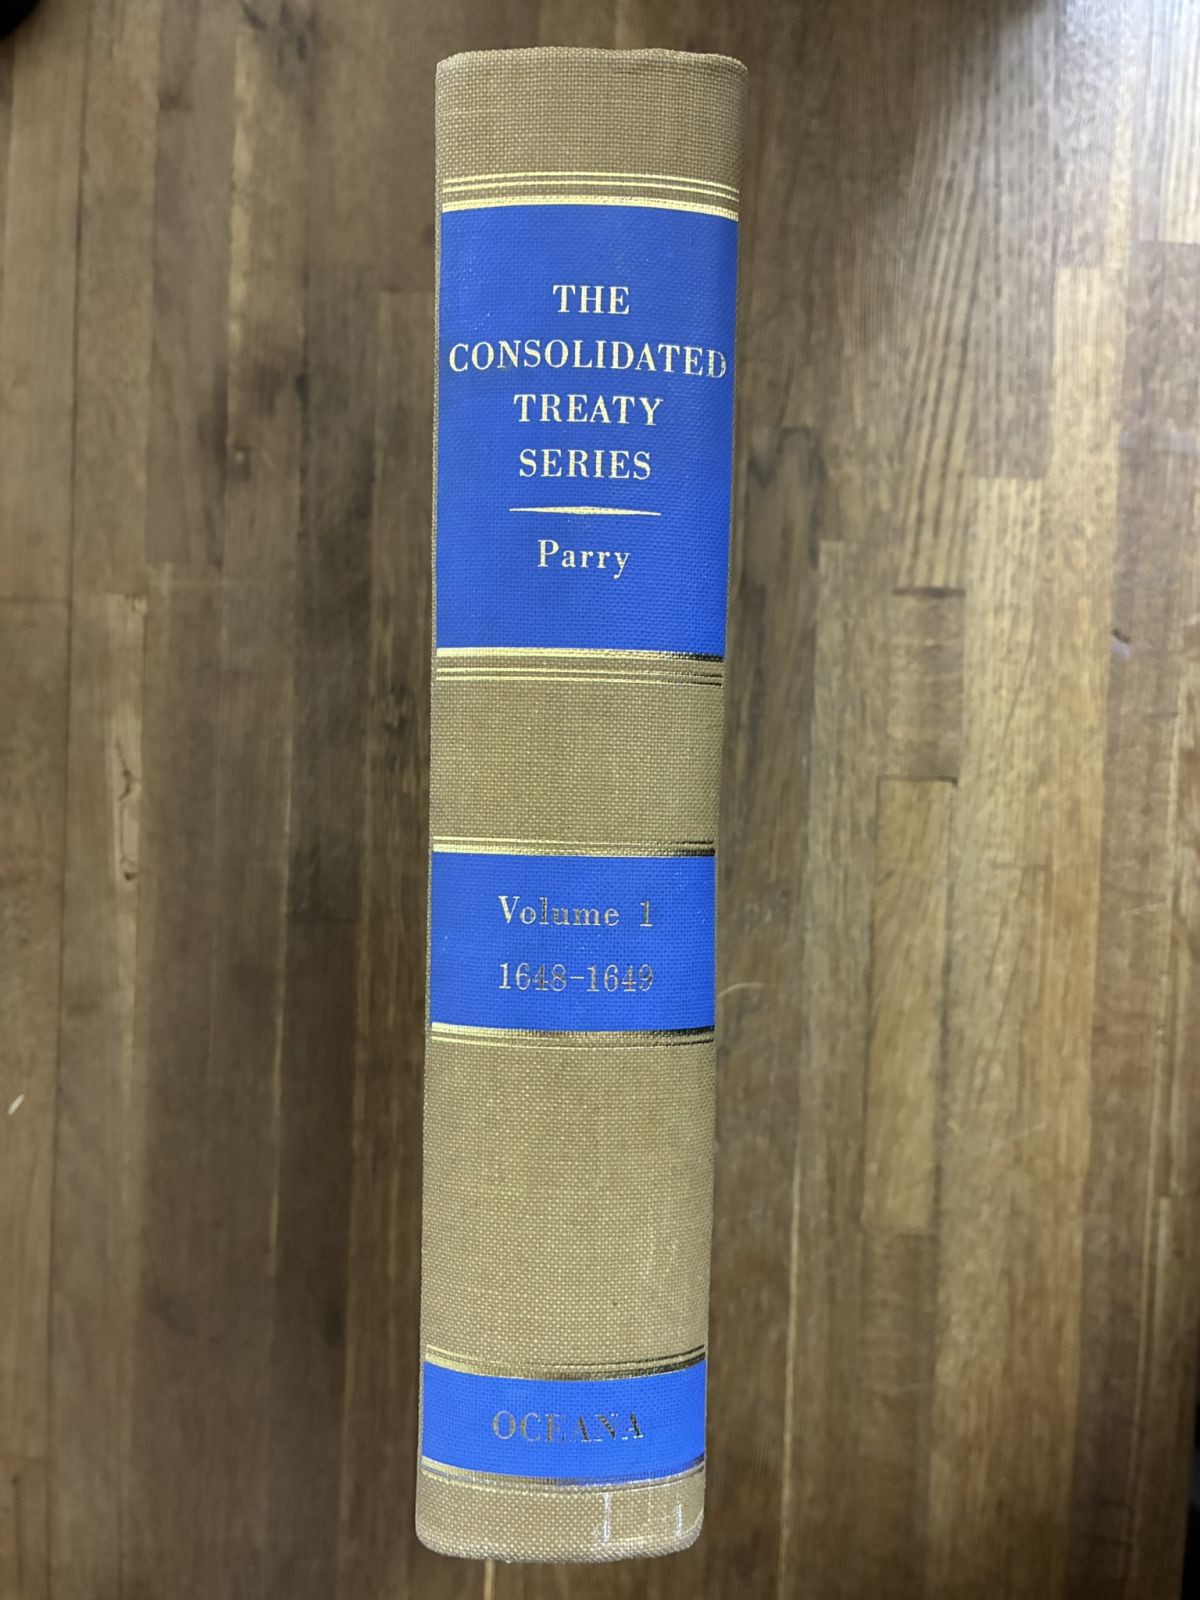 THE
CONSOLIDATED
TREATY
SERIES
Parry
Volume 1
1648-1649
OCEANA